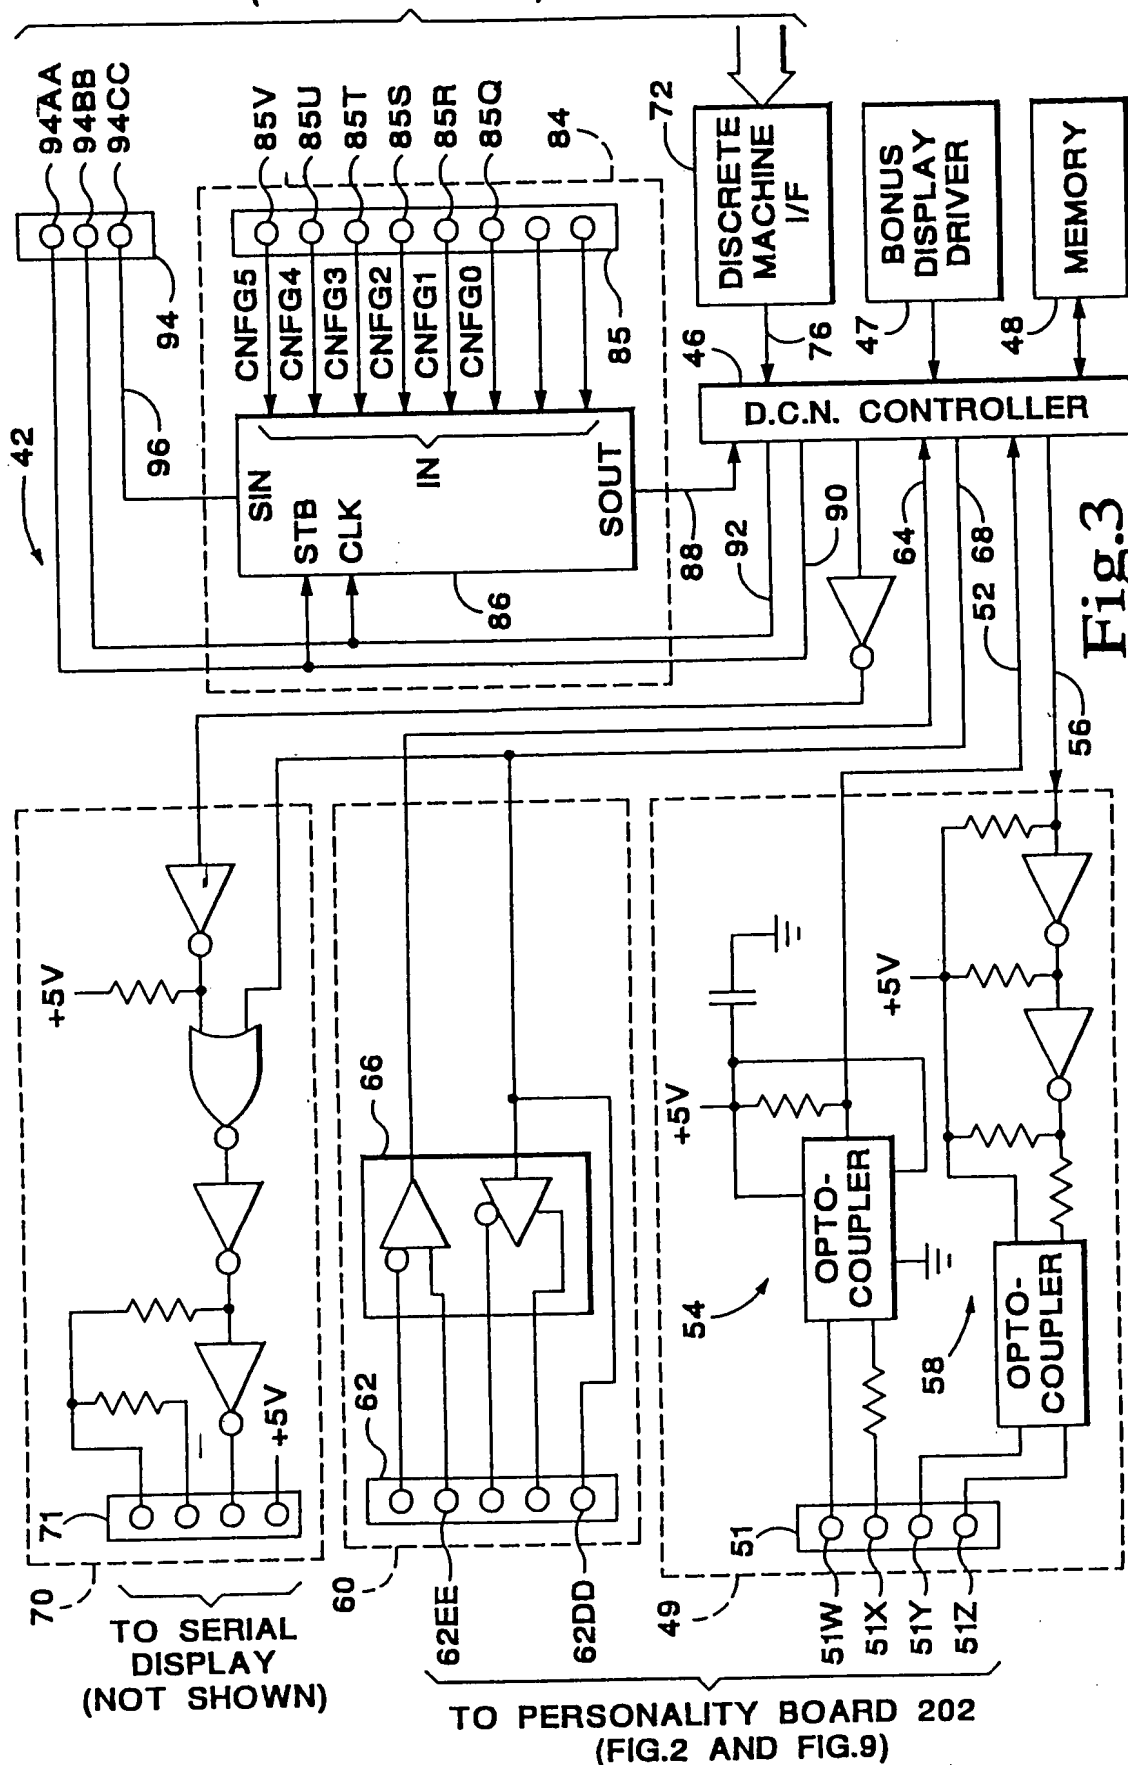 94AA
94BB
94CC
94
96
42
85V
85U
85T
85S
85R
85Q
84
CNFG5
CNFG4
CNFG3
CNFG2
CNFG1
CNFG0
85
SIN
STB
CLK
IN
SOUT
86
88
92
90
72
DISCRETE
MACHINE
I/F
76
46
BONUS
DISPLAY
DRIVER
47
MEMORY
48
D.C.N. CONTROLLER
64
68
52
56
Fig.3
+5V
71
+5V
70
TO SERIAL
DISPLAY
(NOT SHOWN)
66
62
60
62EE
62DD
+5V
OPTO-
COUPLER
54
+5V
OPTO-
COUPLER
58
51
49
51W
51X
51Y
51Z
TO PERSONALITY BOARD 202
(FIG.2 AND FIG.9)